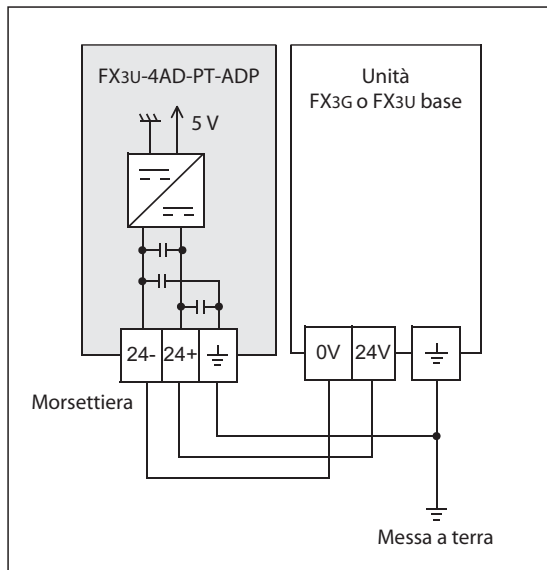 FX3U-4AD-PT-ADP
Unità
FX3G o FX3U base
5 V
24-
24+
0V
24V
Morsettiera
Messa a terra